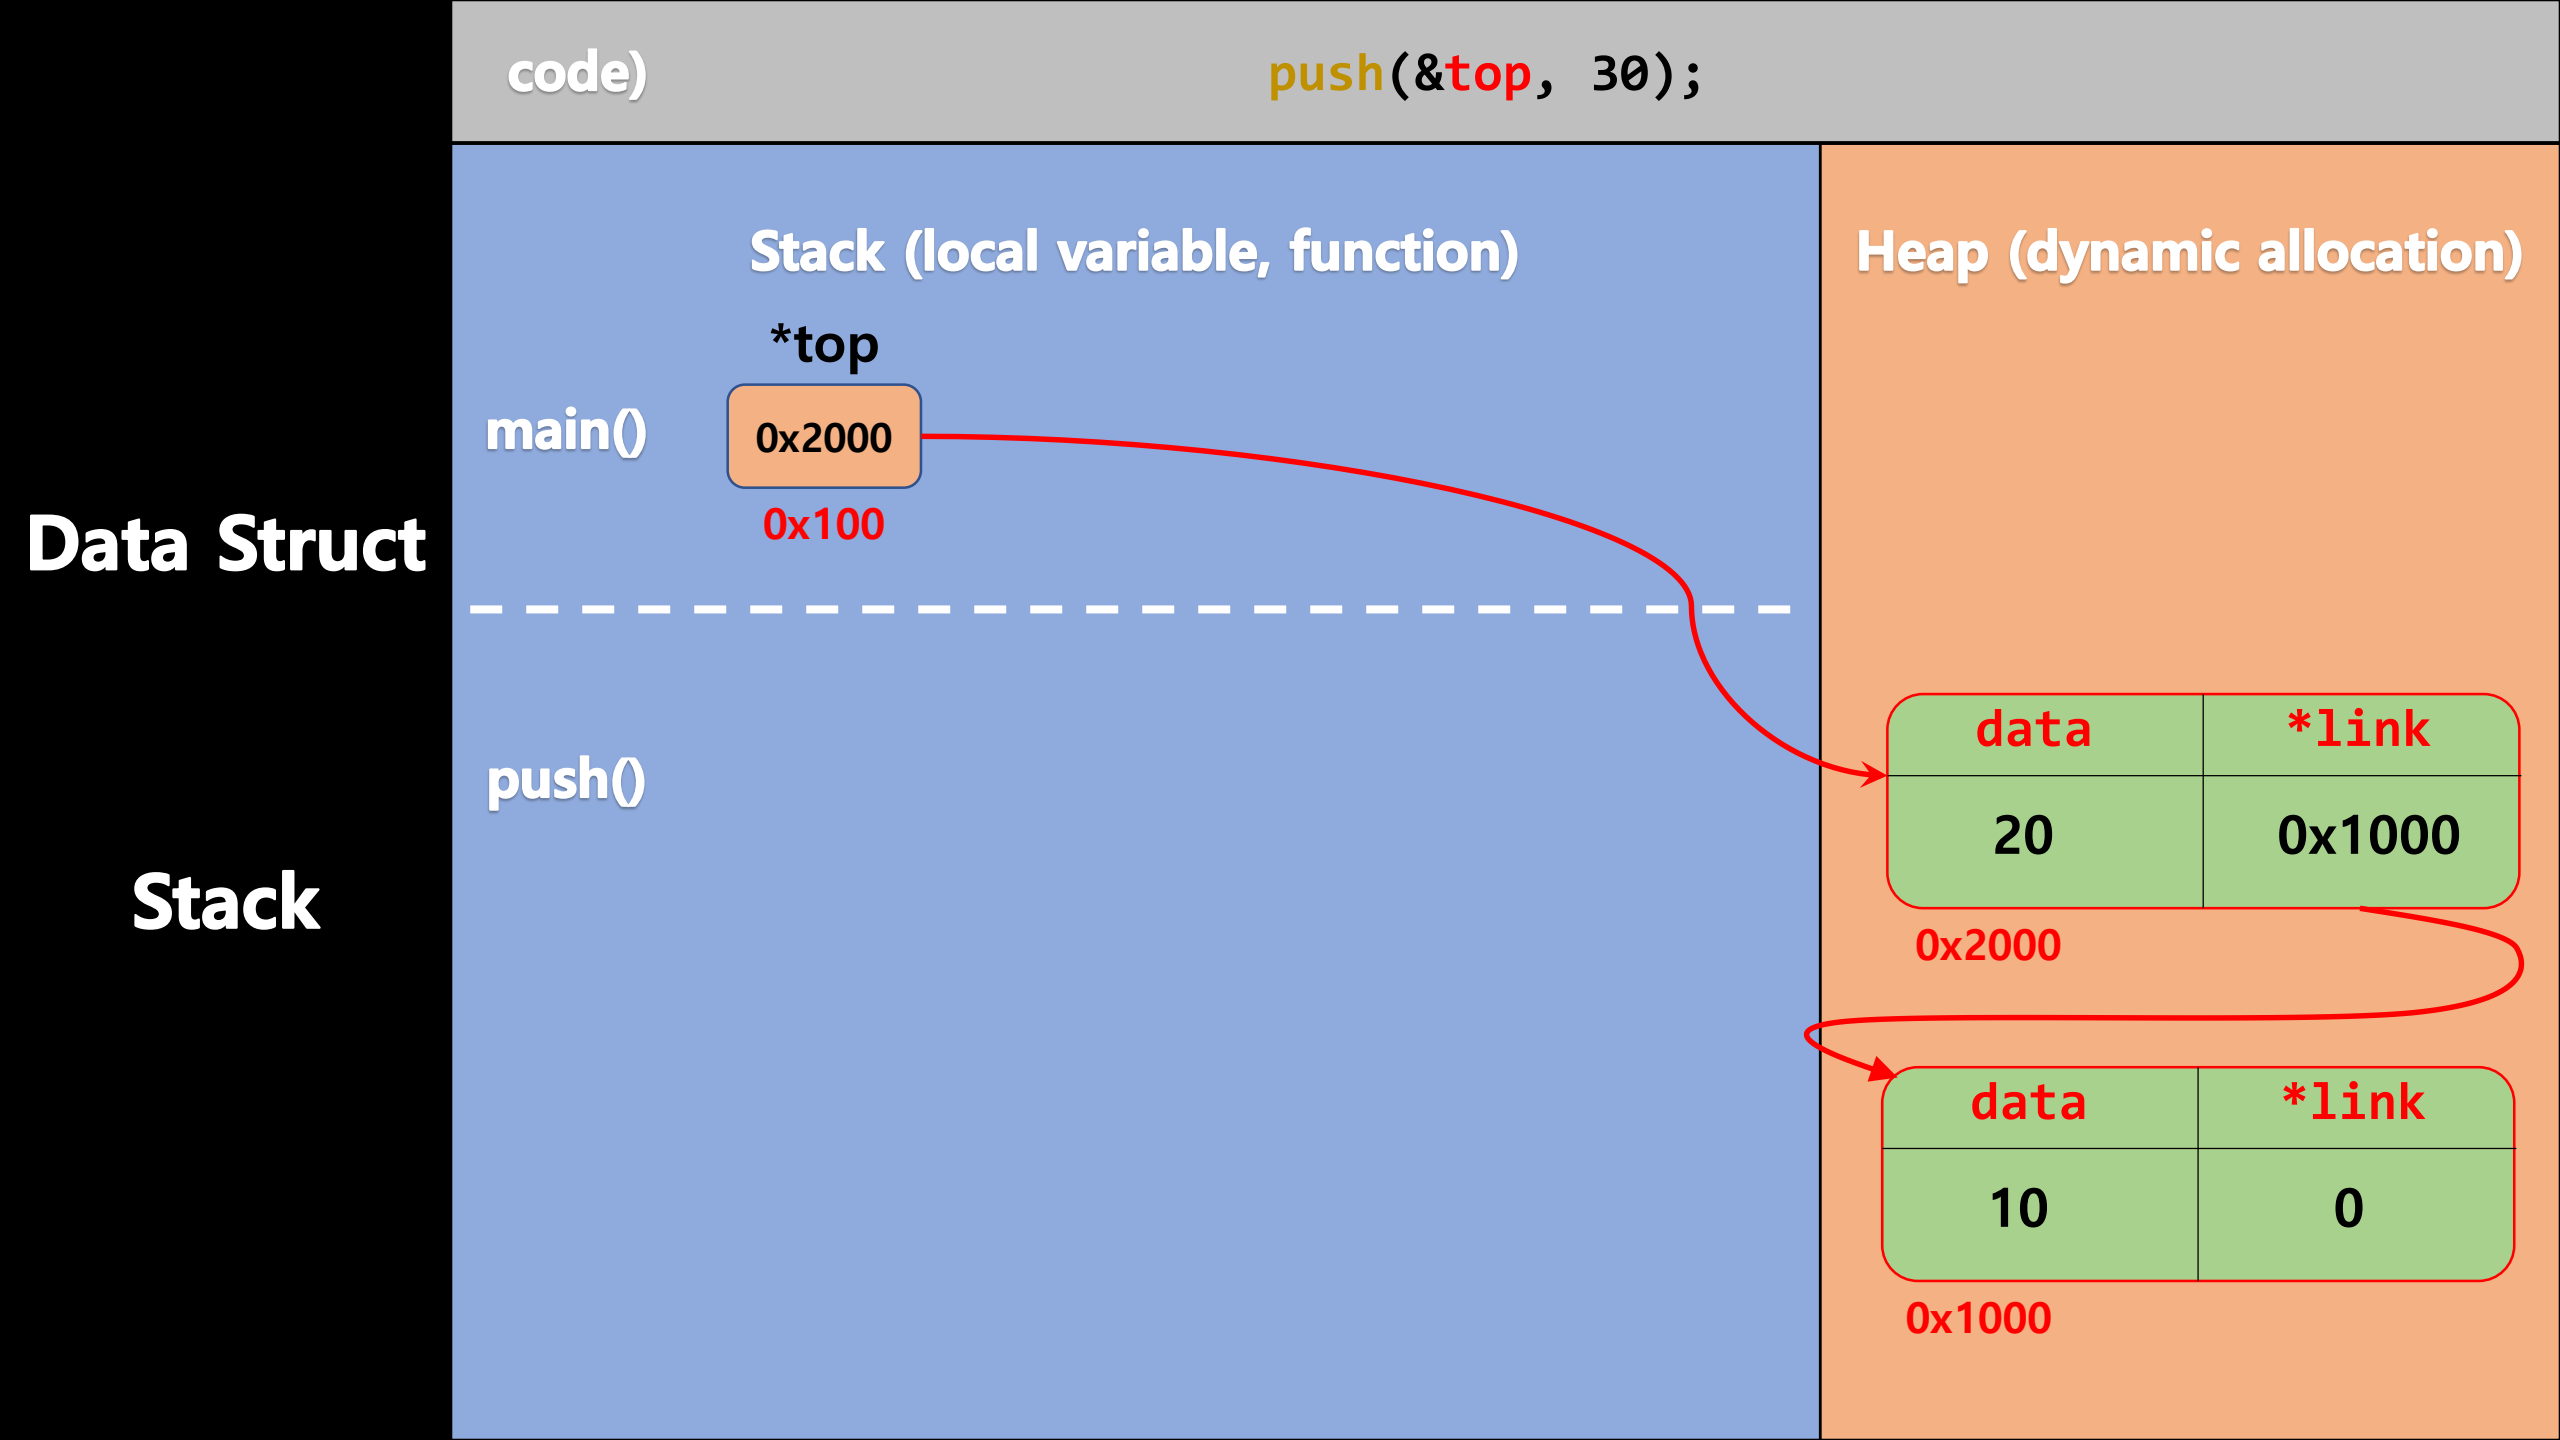 code)
push(&top, 30);
Data Struct
Stack
Stack (local variable, function)
Heap (dynamic allocation)
*top
main()
0x2000
0x100
push()
data *link
20 0x1000
0x2000
data *link
10 0
0x1000